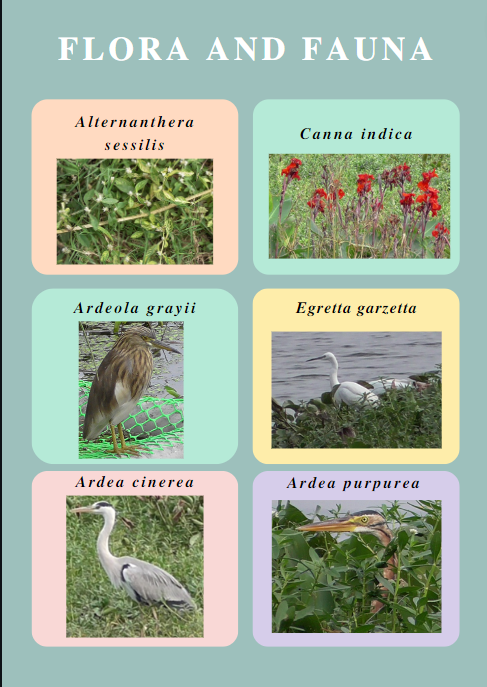 FLORA AND FAUNA
Alternanthera
sessilis
Canna indica
Ardeola grayii
Egretta garzetta
Ardea cinerea
Ardea purpurea